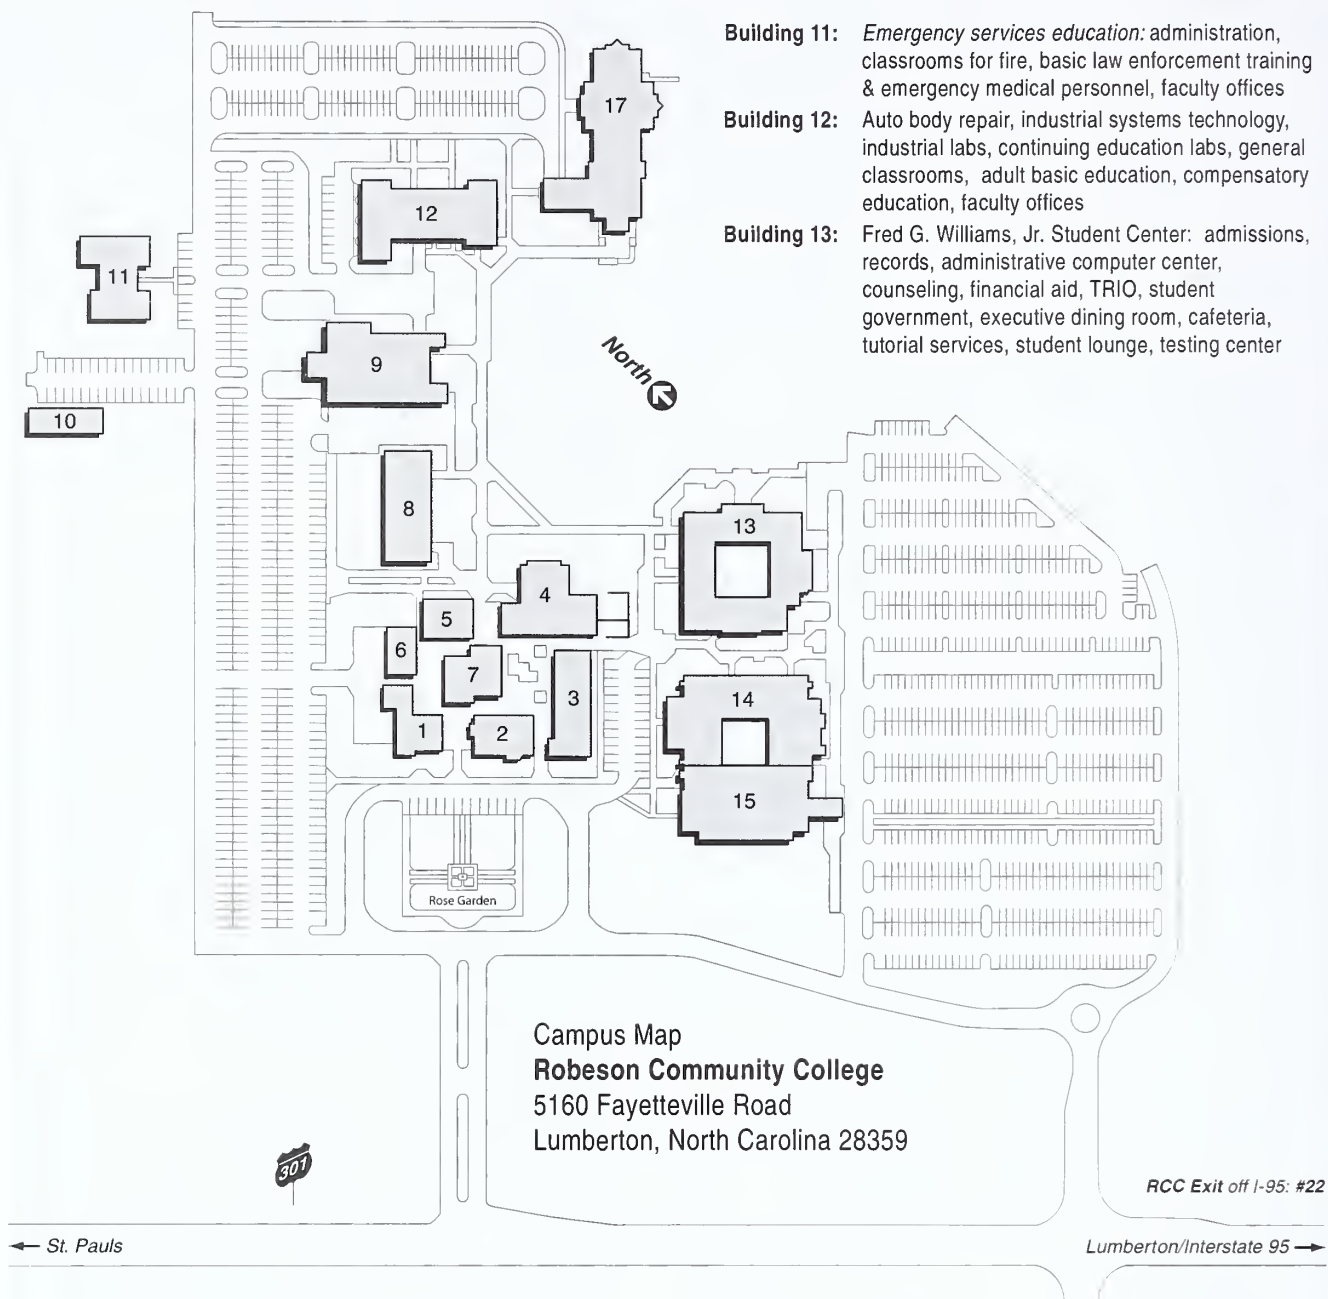 Building 11: Emergency services education: administration,
classrooms for fire, basic law enforcement training
& emergency medical personnel, faculty offices
Building 12: Auto body repair, industrial systems technology,
industrial labs, continuing education labs, general
classrooms, adult basic education, compensatory
education, faculty offices
Building 13: Fred G. Williams, Jr. Student Center: admissions,
records, administrative computer center,
counseling, financial aid, TRIO, student
government, executive dining room, cafeteria,
tutorial services, student lounge, testing center
17
12
11
North
9
10
8
13
4
5
6
7
3
14
1
2
15
Rose Garden
Campus Map
Robeson Community College
5160 Fayetteville Road
Lumberton, North Carolina 28359
301
RCC Exit off I-95: #22
St. Pauls
Lumberton/Interstate 95